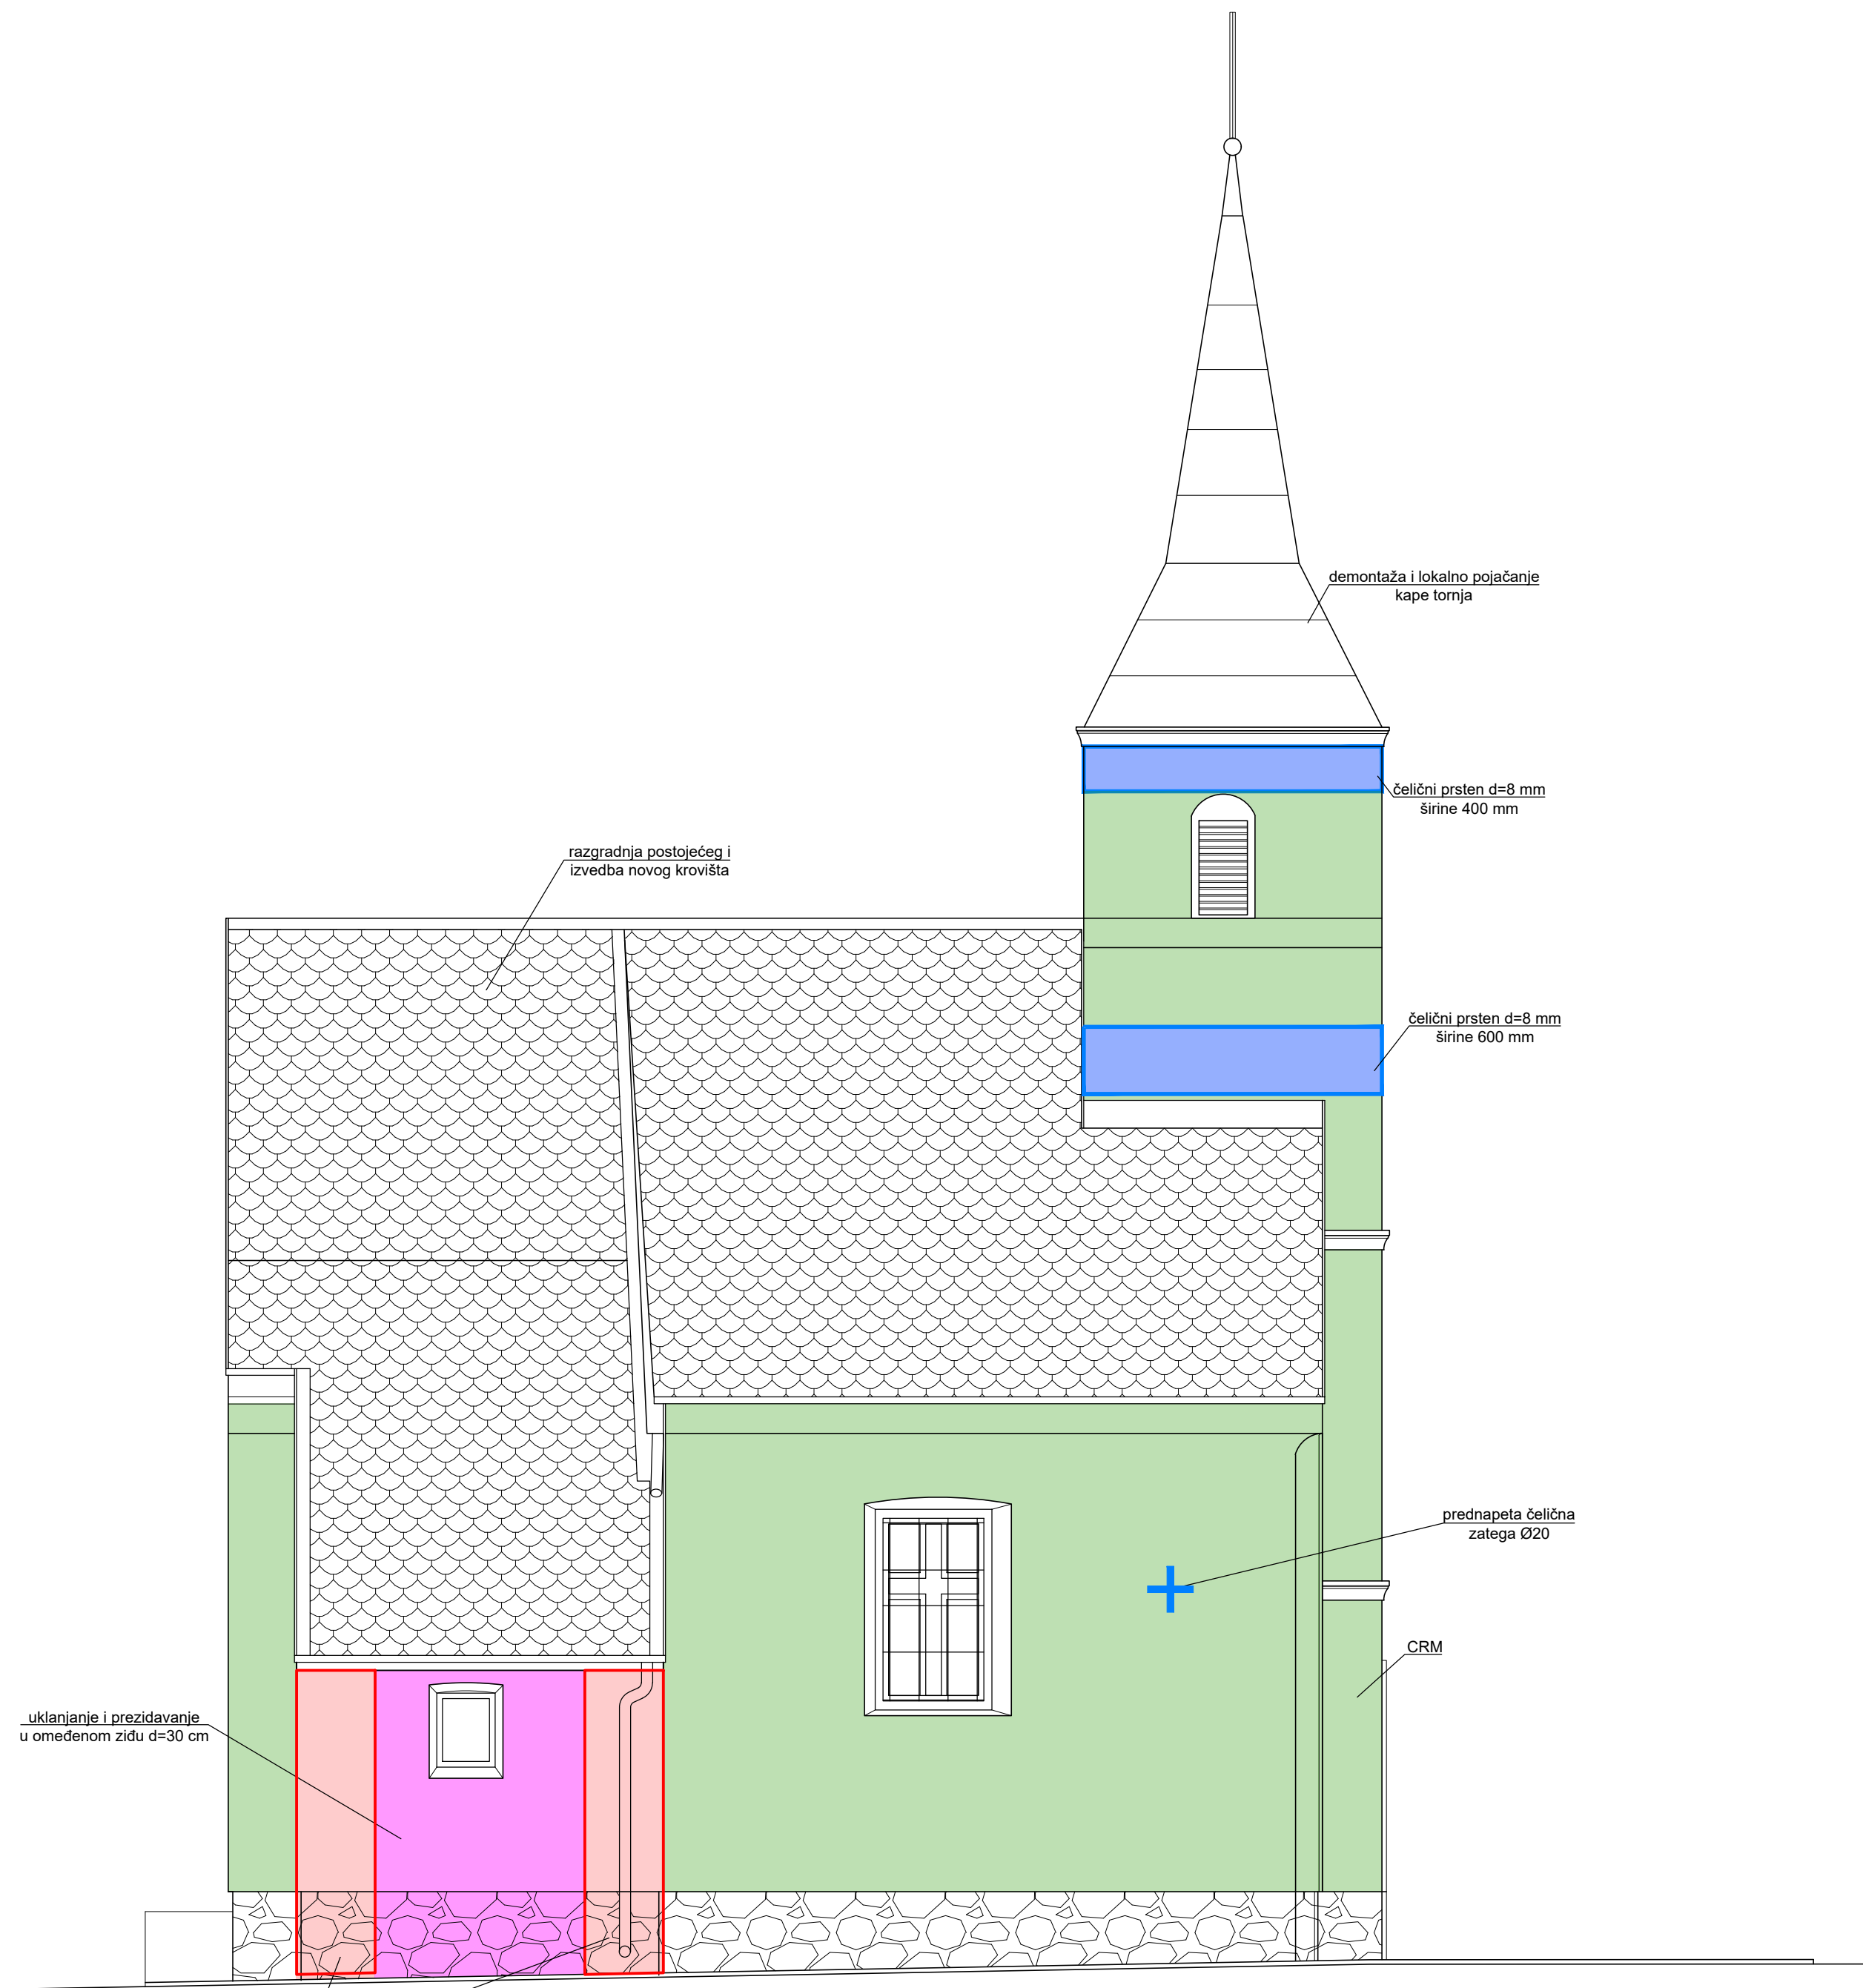 demontaža i lokalno pojačanje
kape tornja
čelični prsten d=8 mm
širine 400 mm
razgradnja postojećeg i
izvedba novog krovišta
čelični prsten d=8 mm
širine 600 mm
prednapeta čelična
zatega Ø20
CRM
uklanjanje i prezidavanje
u omeđenom ziđu d=30 cm